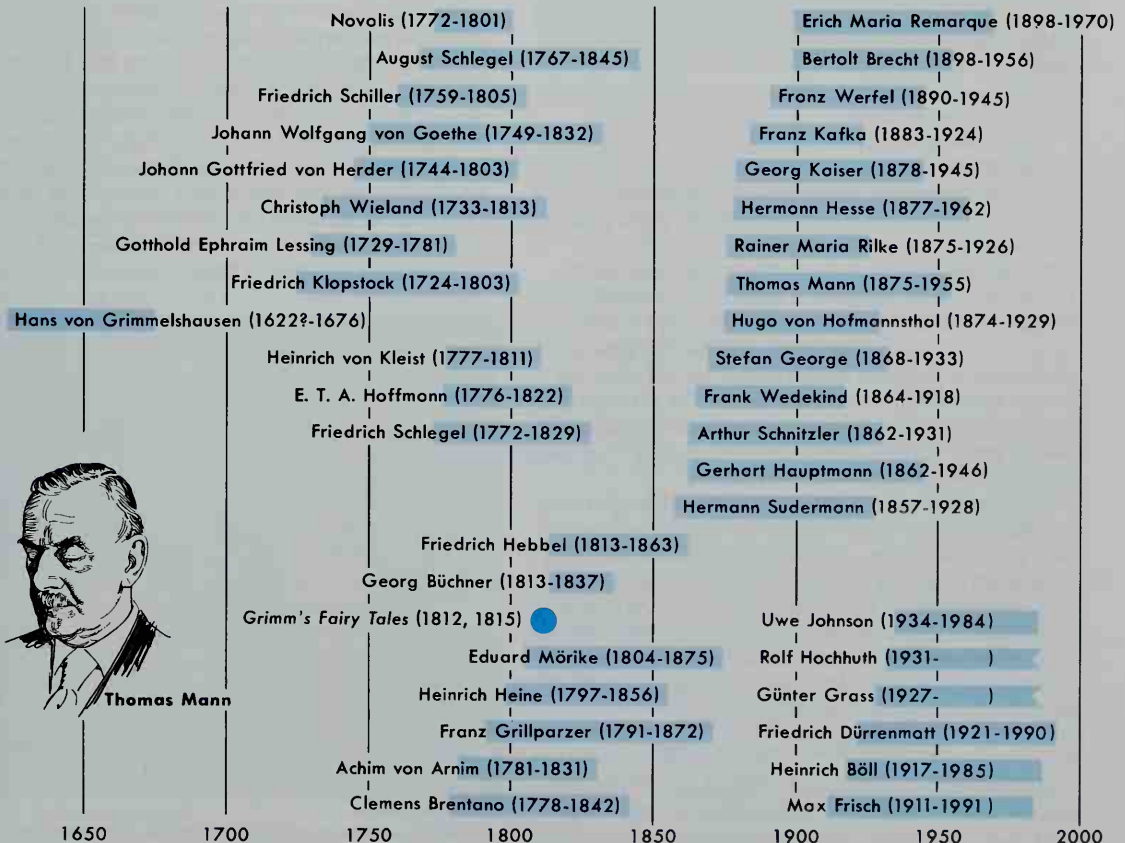 Novolis (1772-1801)
August Schlegel (1767-1845)
Friedrich Schiller (1759-1805)
Johann Wolfgang von Goethe (1749-1832)
Johann Gottfried von Herder (1744-1803)
Christoph Wieland (1733-1813)
Gotthold Ephraim Lessing (1729-1781)
Friedrich Klopstock (1724-1803)
Hans von Grimmelshausen (1622?-1676)
Heinrich von Kleist (1777-1811)
E. T. A. Hoffmann (1776-1822)
Friedrich Schlegel (1772-1829)
Friedrich Hebbel (1813-1863)
Georg Büchner (1813-1837)
Grimm's Fairy Tales (1812, 1815)
Eduard Mörike (1804-1875)
Heinrich Heine (1797-1856)
Franz Grillparzer (1791-1872)
Achim von Arnim (1781-1831)
Clemens Brentano (1778-1842)
Thomas Mann
Erich Maria Remarque (1898-1970)
Bertolt Brecht (1898-1956)
Franz Werfel (1890-1945)
Franz Kafka (1883-1924)
Georg Kaiser (1878-1945)
Hermann Hesse (1877-1962)
Rainer Maria Rilke (1875-1926)
Thomas Mann (1875-1955)
Hugo von Hofmannsthal (1874-1929)
Stefan George (1868-1933)
Frank Wedekind (1864-1918)
Arthur Schnitzler (1862-1931)
Gerhart Hauptmann (1862-1946)
Hermann Sudermann (1857-1928)
Uwe Johnson (1934-1984)
Rolf Hochhuth (1931- )
Günter Grass (1927- )
Friedrich Dürrenmatt (1921-1990)
Heinrich Böll (1917-1985)
Max Frisch (1911-1991 )
1650 1700 1750 1800 1850 1900 1950 2000